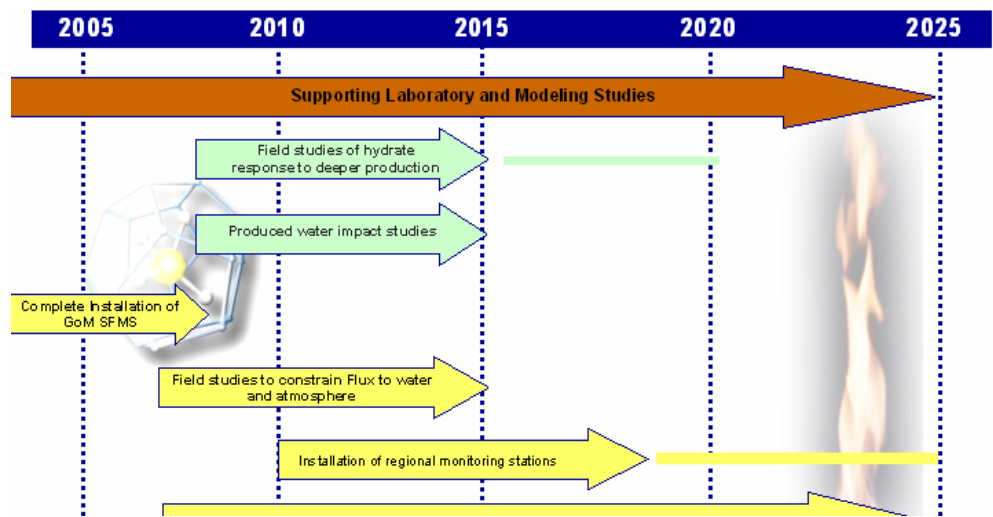 2005 2010 2015 2020 2025
Supporting Laboratory and Modeling Studies
Field studies of hydrate
response to deeper production
Produced water impact studies
Complete Installation of
GoM SFMS
Field studies to constrain Flux to water
and atmosphere
Installation of regional monitoring stations